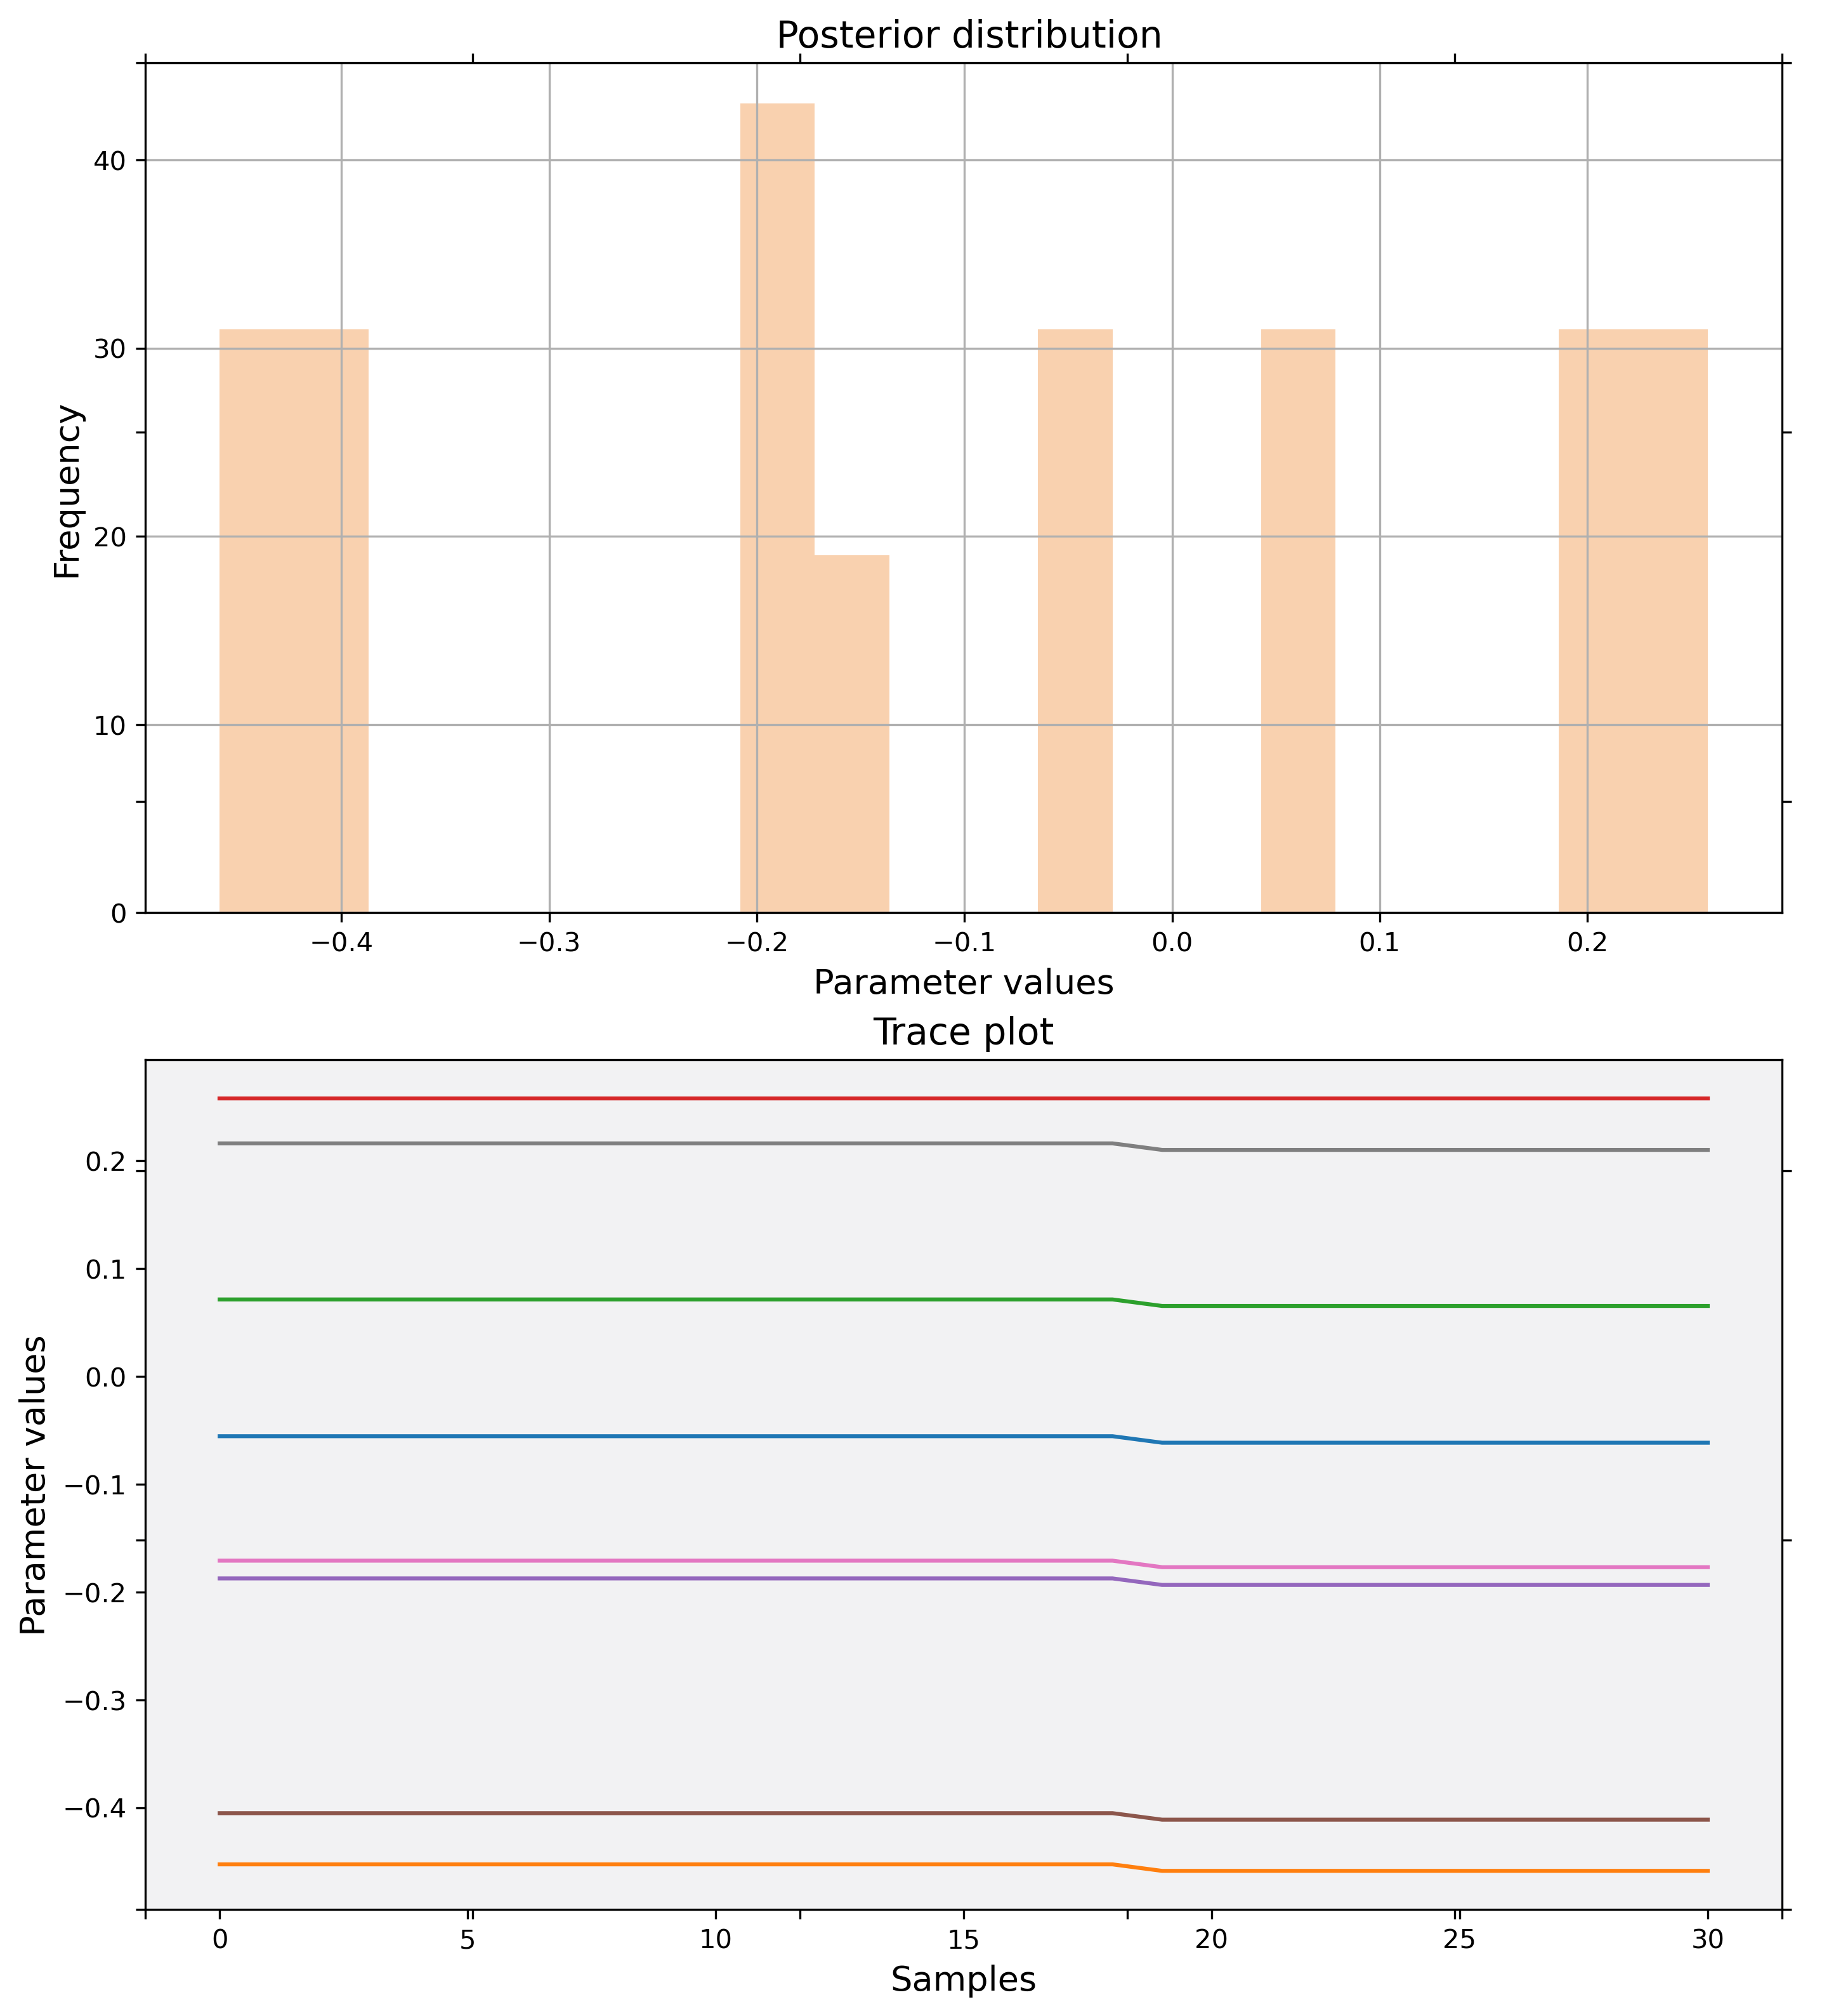 Posterior distribution
40
30
20
10
0
Frequency
−0.4 −0.3 −0.2 −0.1 0.0 0.1 0.2
Parameter values
Trace plot
0.2
0.1
0.0
−0.1
−0.2
−0.3
−0.4
Parameter values
0 5 10 15 20 25 30
Samples